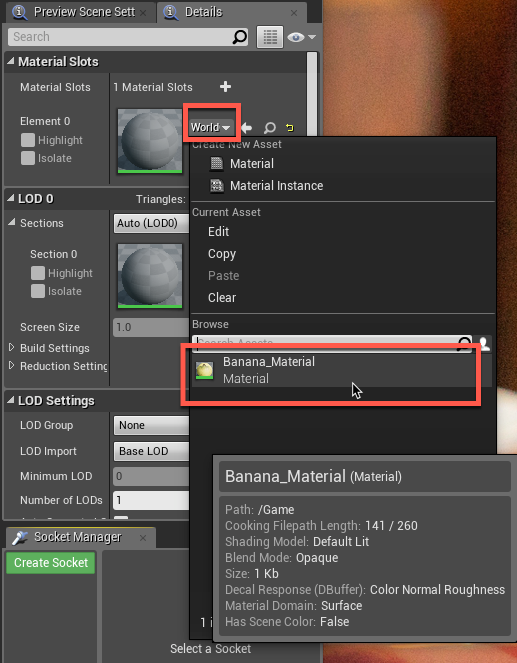 Preview Scene Sett
Details
Search
Material Slots
Material Slots 1 Material Slots
Element 0
Highlight
Isolate
World
Create New Asset
Material
Material Instance
Current Asset
Edit
Copy
Paste
Clear
Browse
Search Assets
Banana_Material
Material
LOD 0
Triangles:
Sections Auto (LOD0)
Section 0
Highlight
Isolate
Screen Size 1.0
Build Settings
Reduction Setting
LOD Settings
LOD Group None
LOD Import Base LOD
Minimum LOD 0
Number of LODs 1
Banana_Material (Material)
Path: /Game
Cooking Filepath Length: 141 / 260
Shading Model: Default Lit
Blend Mode: Opaque
Size: 1 Kb
Decal Response (DBuffer): Color Normal Roughness
Material Domain: Surface
Has Scene Color: False
Socket Manager
Create Socket
1 i
Select a Socket